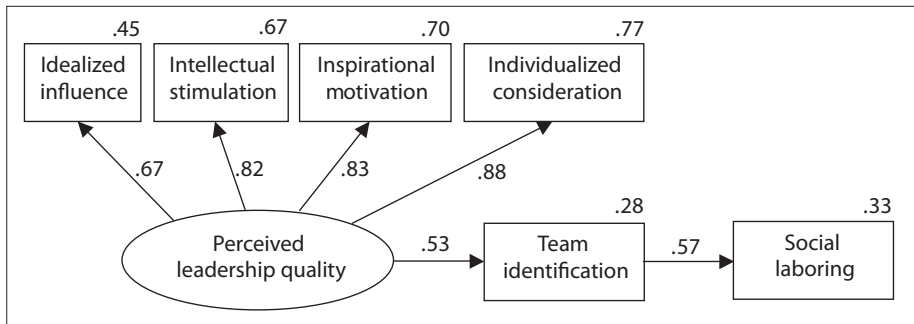 .45 .67 .70 .77
Idealized Intellectual Inspirational Individualized
influence stimulation motivation consideration
.67 .82 .83 .88
.28 .33
Perceived .53 Team .57 Social
leadership quality identification laboring